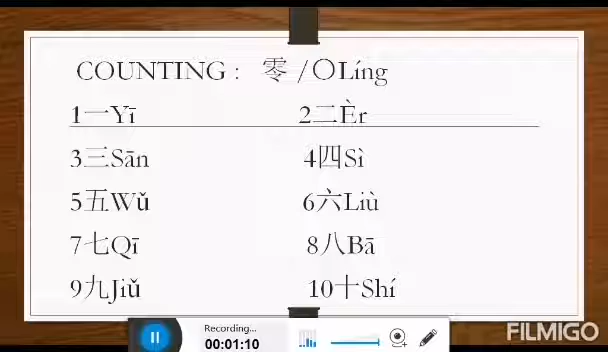 COUNTING : 零 /〇Líng
1一Yī 2二Èr
3三Sān 4四Sì
5五Wǔ 6六Liù
7七Qī 8八Bā
9九Jiǔ 10十Shí
Recording...
00:01:10
FILMIGO